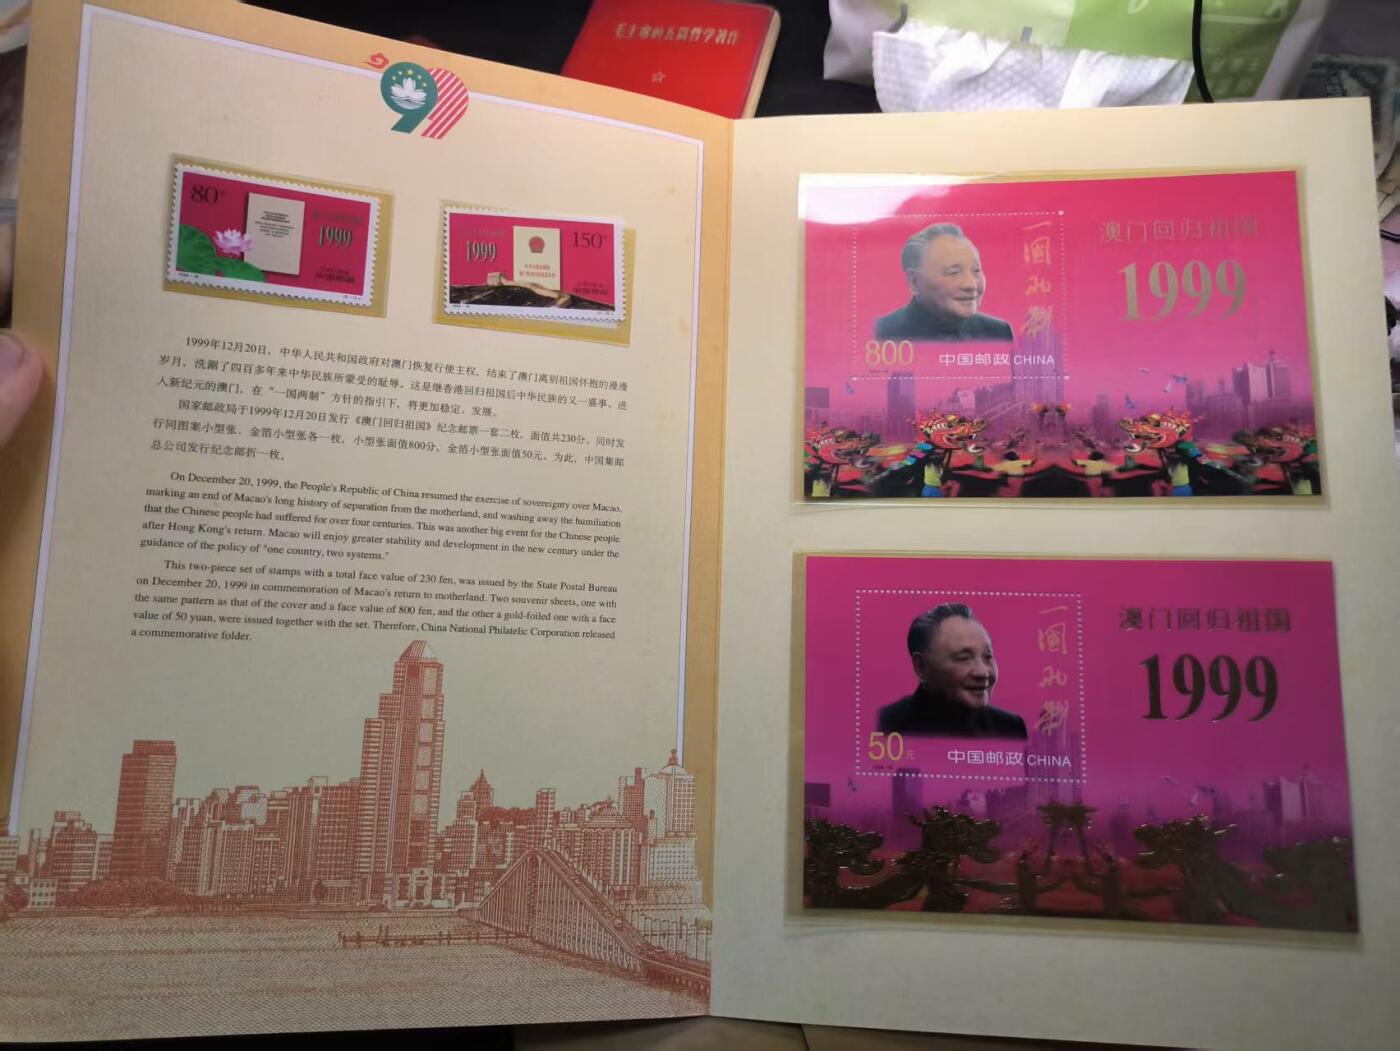 毛主席的五篇哲学著作
99
80分
1999
1999
150分
1999年12月20日，中华人民共和国政府对澳门恢复行使主权，结束了澳门离别祖国怀抱的漫漫
岁月，洗涮了四百多年来中华民族所蒙受的耻辱。这是继香港回归祖国后中华民族的又一盛事。进
入新纪元的澳门，在“一国两制”方针的指引下，将更加稳定、发展。
国家邮政局于1999年12月20日发行《澳门回归祖国》纪念邮票一套二枚，面值共230分，同时发
行同图案小型张、金箔小型张各一枚，小型张面值800分，金箔小型张面值50元。为此，中国集邮
总公司发行纪念邮折一枚。
On December 20, 1999, the People's Republic of China resumed the exercise of sovereignty over Macao,
marking an end of Macao's long history of separation from the motherland, and washing away the humiliation
that the Chinese people had suffered for over four centuries. This was another big event for the Chinese people
after Hong Kong's return. Macao will enjoy greater stability and development in the new century under the
guidance of the policy of "one country, two systems."
This two-piece set of stamps with a total face value of 230 fen, was issued by the State Postal Bureau
on December 20, 1999 in commemoration of Macao's return to motherland. Two souvenir sheets, one with
the same pattern as that of the cover and a face value of 800 fen, and the other a gold-foiled one with a face
value of 50 yuan, were issued together with the set. Therefore, China National Philatelic Corporation released
a commemorative folder.
一國两制
澳门回归祖国
1999
800
中国邮政CHINA
一國两制
澳门回归祖国
1999
50元
中国邮政CHINA